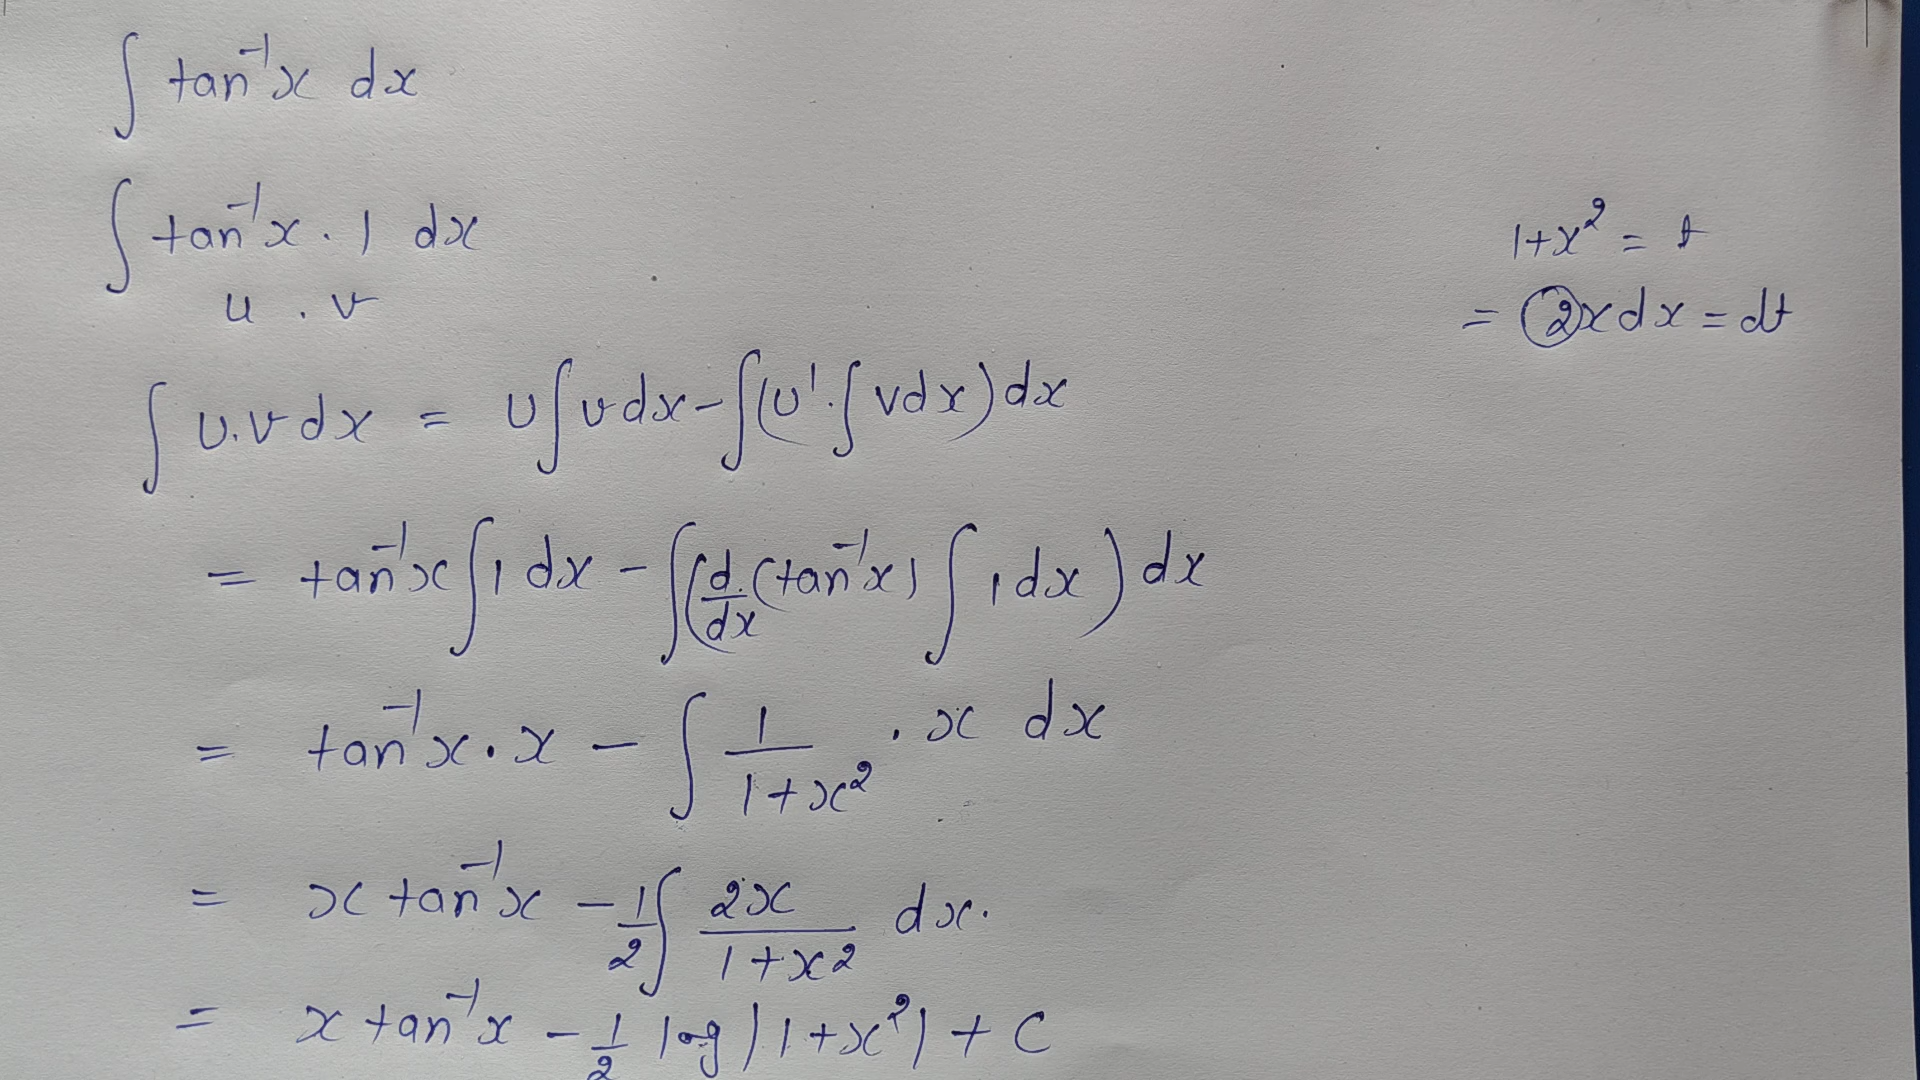 ∫ tan⁻¹x dx
∫ tan⁻¹x . 1 dx
u . v
1+x² = t
= 2x dx = dt
∫ u.v dx = u∫v dx - ∫(u'.∫vdx) dx
= tan⁻¹x ∫1 dx - ∫(d/dx (tan⁻¹x) ∫1 dx) dx
= tan⁻¹x . x - ∫ 1/(1+x²) . x dx
= x tan⁻¹x - 1/2 ∫ 2x/(1+x²) dx.
= x tan⁻¹x - 1/2 log|1+x²| + C